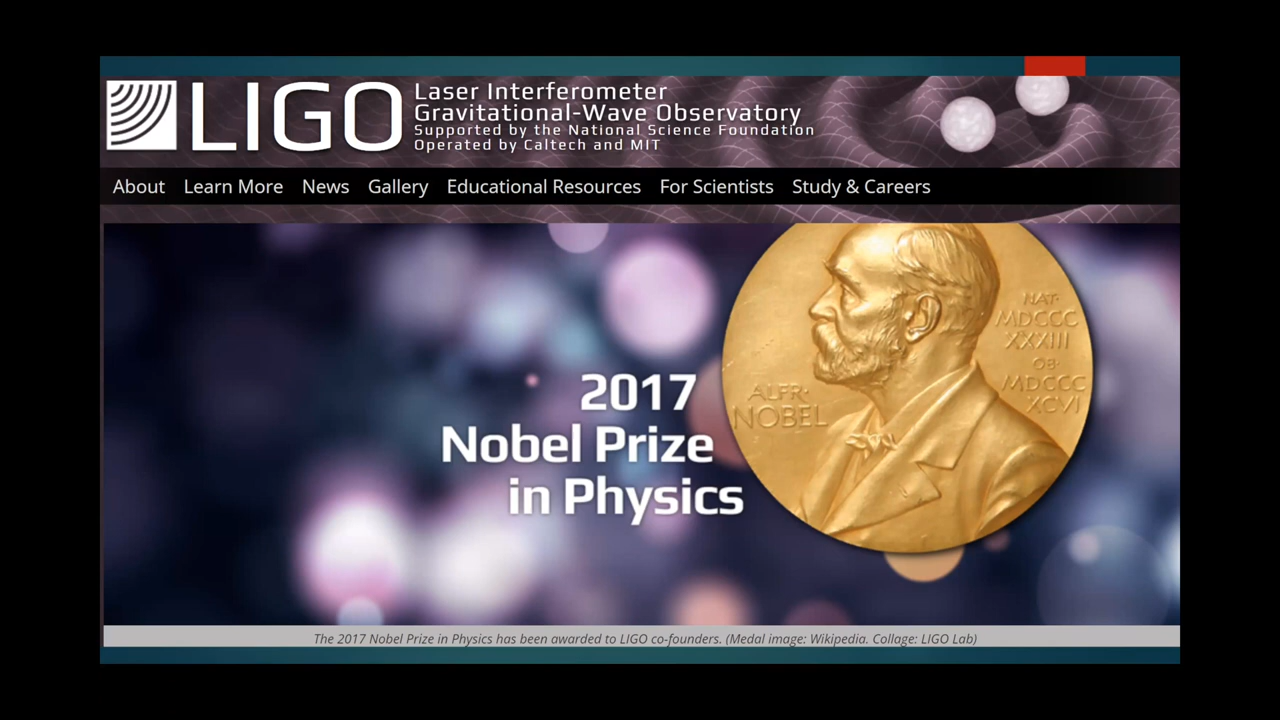 LIGO
Laser Interferometer
Gravitational-Wave Observatory
Supported by the National Science Foundation
Operated by Caltech and MIT
About Learn More News Gallery Educational Resources For Scientists Study & Careers
2017
Nobel Prize
in Physics
ALFR·
NOBEL
NAT·
MDCCC
XXXIII
OB·
MDCCC
XCVI
The 2017 Nobel Prize in Physics has been awarded to LIGO co-founders. (Medal image: Wikipedia. Collage: LIGO Lab)